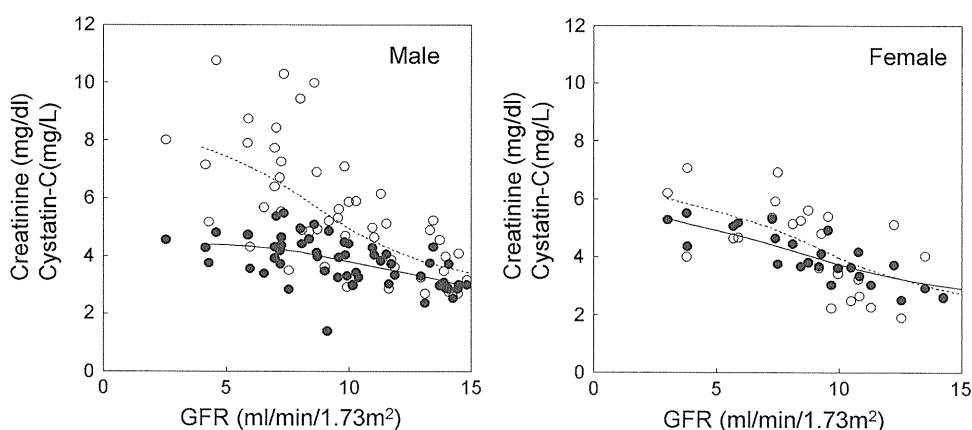 Creatinine (mg/dl)
Cystatin-C(mg/L)
12
10
8
6
4
2
0
Male
0 5 10 15
GFR (ml/min/1.73m²)
Creatinine (mg/dl)
Cystatin-C(mg/L)
12
10
8
6
4
2
0
Female
0 5 10 15
GFR (ml/min/1.73m²)